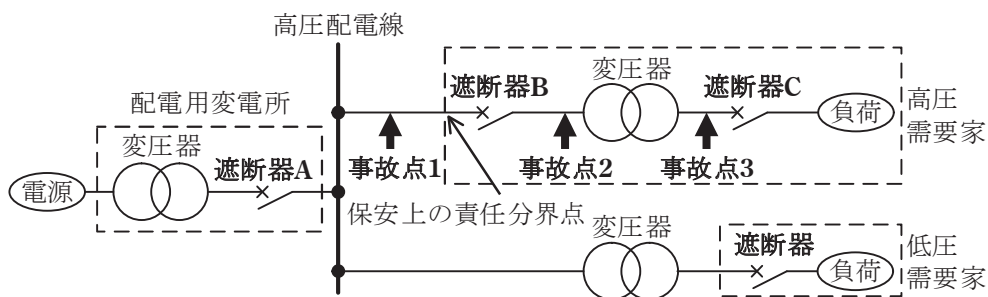 高圧配電線
配電用変電所
変圧器
遮断器A
電源
遮断器B
変圧器
遮断器C
負荷
高圧
需要家
事故点1
事故点2
事故点3
保安上の責任分界点
変圧器
遮断器
負荷
低圧
需要家